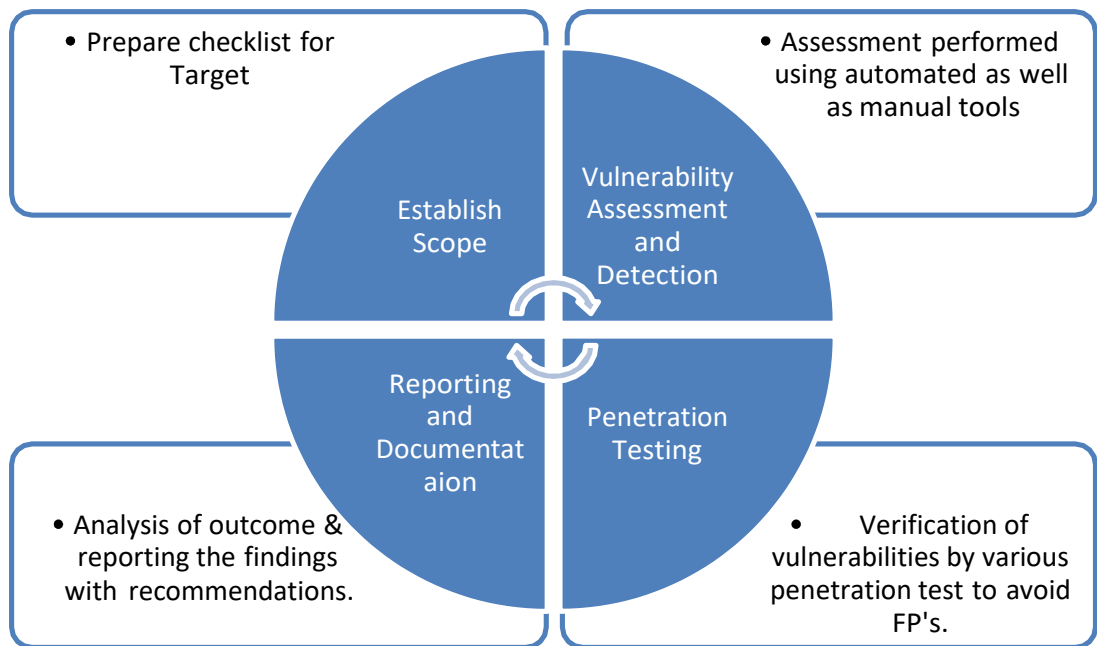 • Prepare checklist for
Target
• Assessment performed
using automated as well
as manual tools
Establish
Scope
Vulnerability
Assessment
and
Detection
Reporting
and
Documentat
aion
Penetration
Testing
• Analysis of outcome &
reporting the findings
with recommendations.
• Verification of
vulnerabilities by various
penetration test to avoid
FP's.